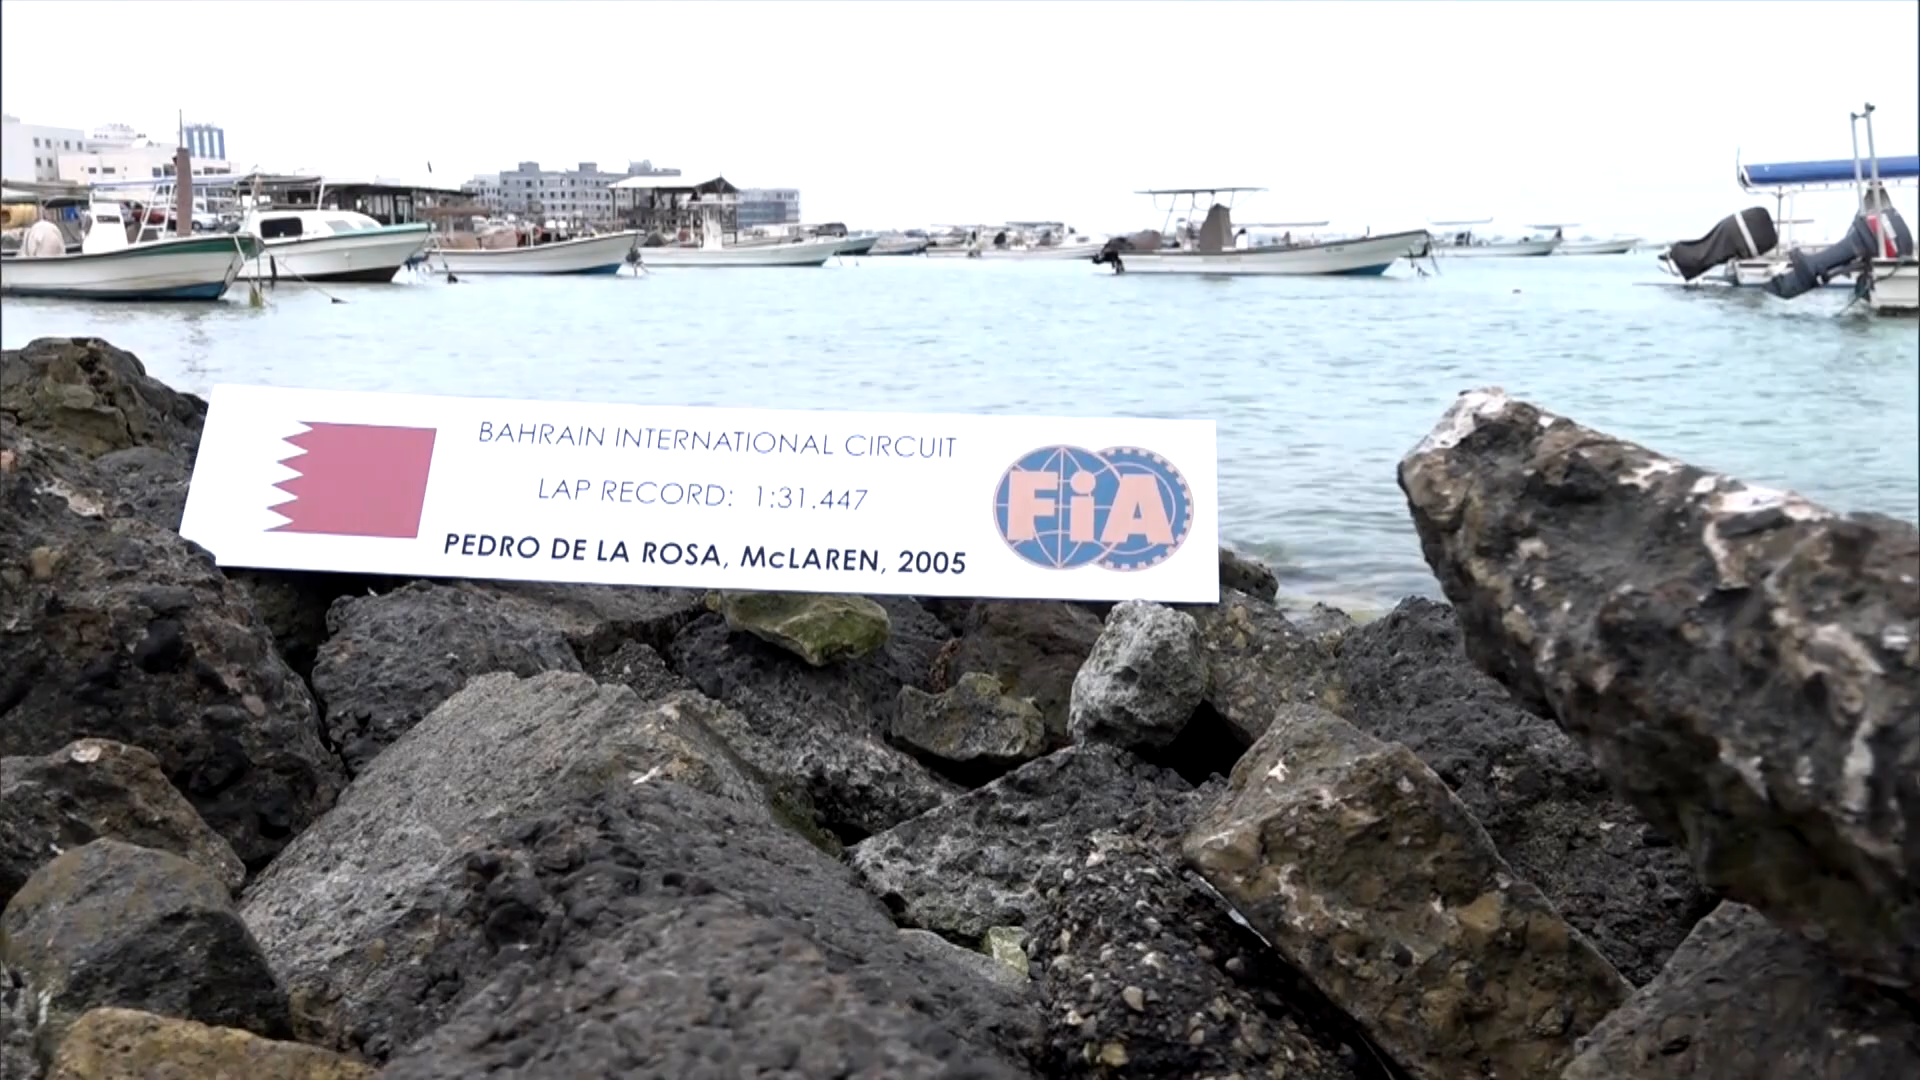 BAHRAIN INTERNATIONAL CIRCUIT
LAP RECORD: 1:31.447
PEDRO DE LA ROSA, McLAREN, 2005
FiA